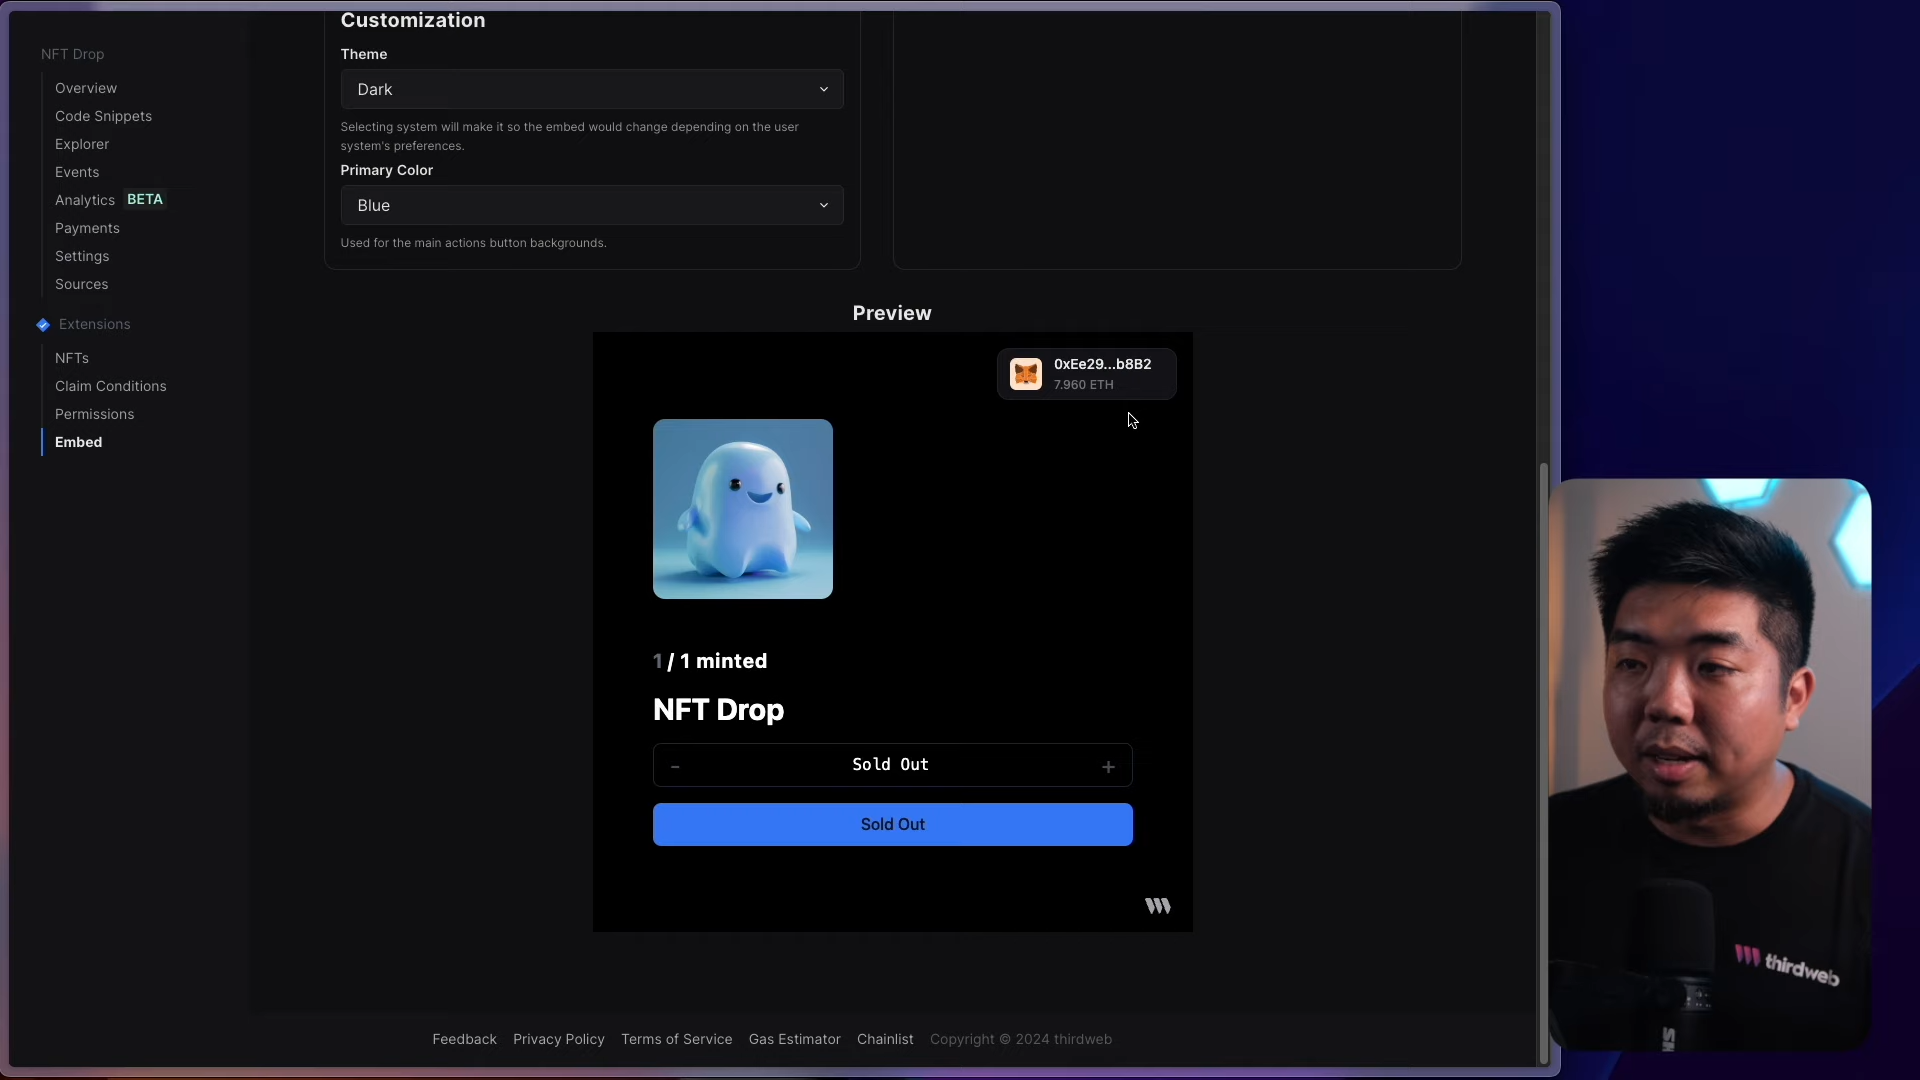 NFT Drop
Overview
Code Snippets
Explorer
Events
Analytics BETA
Payments
Settings
Sources
Extensions
NFTs
Claim Conditions
Permissions
Embed
Customization
Theme
Dark
Selecting system will make it so the embed would change depending on the user
system's preferences.
Primary Color
Blue
Used for the main actions button backgrounds.
Preview
0xEe29...b8B2
7.960 ETH
1 / 1 minted
NFT Drop
- Sold Out +
Sold Out
Feedback Privacy Policy Terms of Service Gas Estimator Chainlist Copyright © 2024 thirdweb
thirdweb